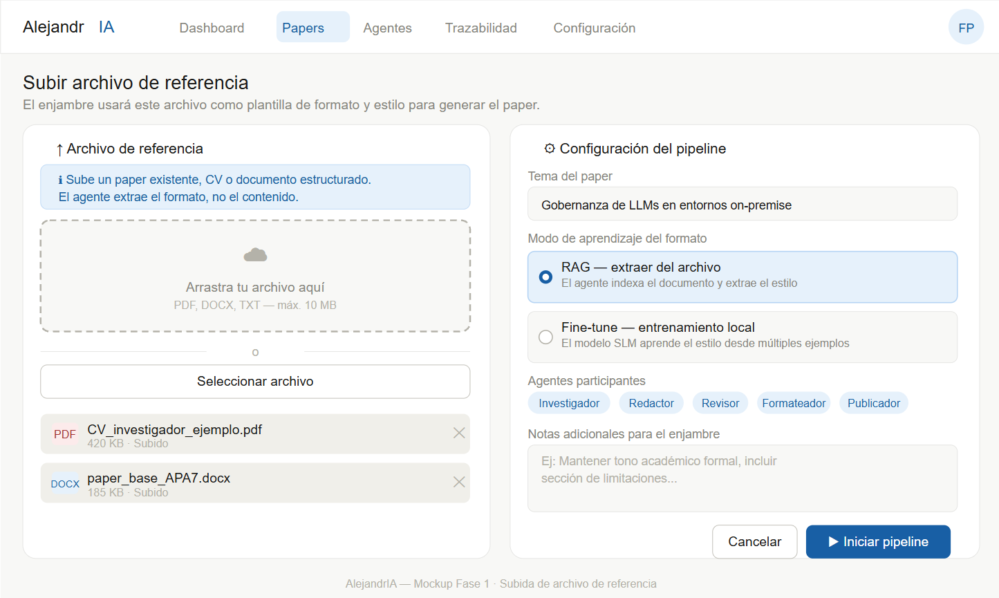 Alejandr IA
Dashboard
Papers
Agentes
Trazabilidad
Configuración
FP
Subir archivo de referencia
El enjambre usará este archivo como plantilla de formato y estilo para generar el paper.
↑ Archivo de referencia
ℹ Sube un paper existente, CV o documento estructurado.
El agente extrae el formato, no el contenido.
Arrastra tu archivo aquí
PDF, DOCX, TXT — máx. 10 MB
o
Seleccionar archivo
PDF
CV_investigador_ejemplo.pdf
420 KB · Subido
DOCX
paper_base_APA7.docx
185 KB · Subido
⚙ Configuración del pipeline
Tema del paper
Gobernanza de LLMs en entornos on-premise
Modo de aprendizaje del formato
RAG — extraer del archivo
El agente indexa el documento y extrae el estilo
Fine-tune — entrenamiento local
El modelo SLM aprende el estilo desde múltiples ejemplos
Agentes participantes
Investigador
Redactor
Revisor
Formateador
Publicador
Notas adicionales para el enjambre
Ej: Mantener tono académico formal, incluir
sección de limitaciones...
Cancelar
▶ Iniciar pipeline
AlejandrIA — Mockup Fase 1 · Subida de archivo de referencia